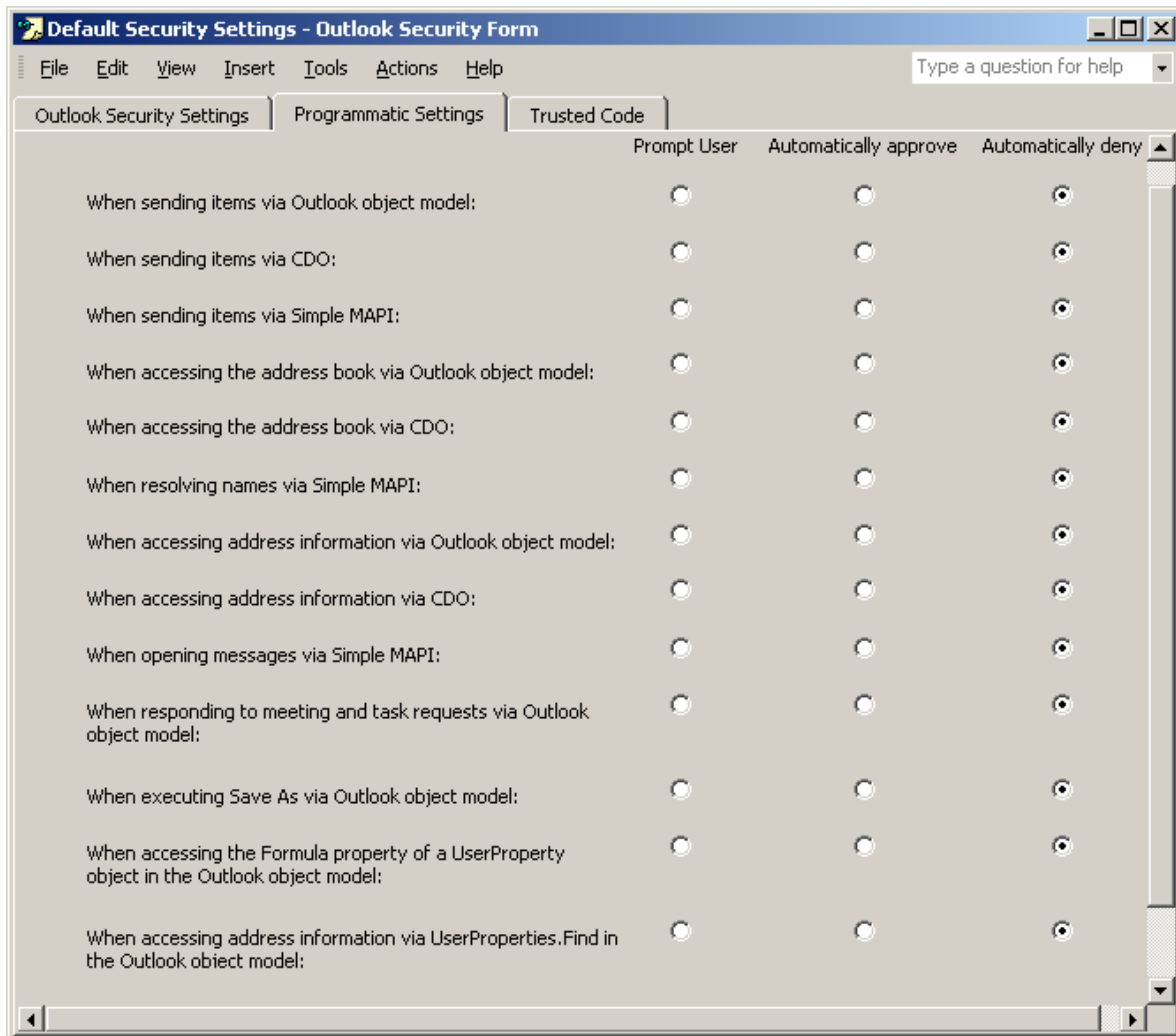 Default Security Settings - Outlook Security Form
File Edit View Insert Tools Actions Help Type a question for help
Outlook Security Settings Programmatic Settings Trusted Code
Prompt User Automatically approve Automatically deny
When sending items via Outlook object model:
When sending items via CDO:
When sending items via Simple MAPI:
When accessing the address book via Outlook object model:
When accessing the address book via CDO:
When resolving names via Simple MAPI:
When accessing address information via Outlook object model:
When accessing address information via CDO:
When opening messages via Simple MAPI:
When responding to meeting and task requests via Outlook
object model:
When executing Save As via Outlook object model:
When accessing the Formula property of a UserProperty
object in the Outlook object model:
When accessing address information via UserProperties.Find in
the Outlook object model: